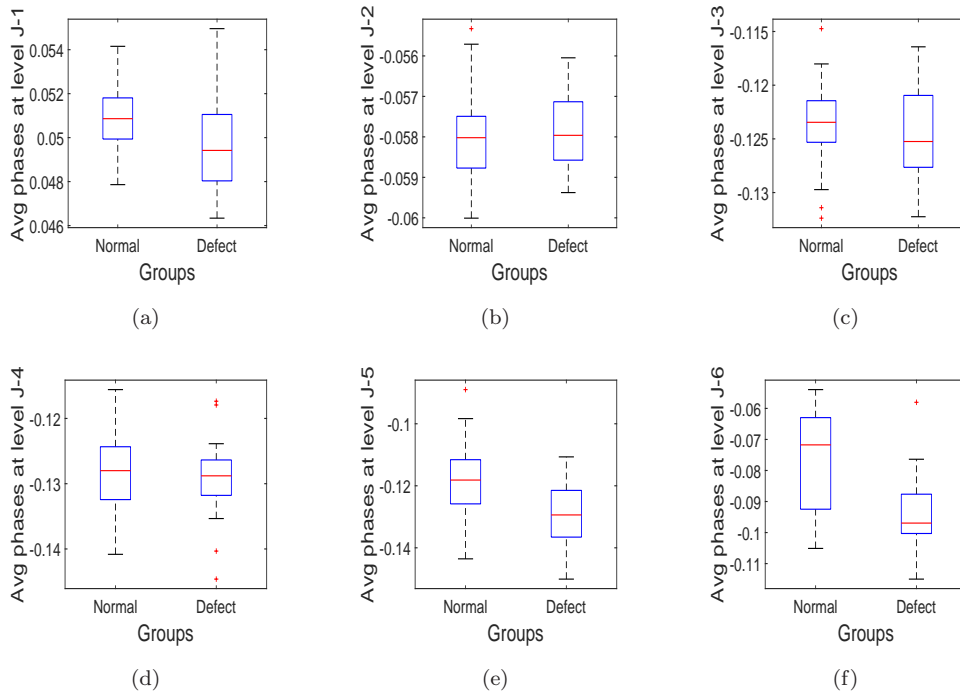 Avg phases at level J-1
0.054
0.052
0.05
0.048
0.046
Normal
Defect
Groups
(a)
Avg phases at level J-2
-0.056
-0.057
-0.058
-0.059
-0.06
Normal
Defect
Groups
(b)
Avg phases at level J-3
-0.115
-0.12
-0.125
-0.13
Normal
Defect
Groups
(c)
Avg phases at level J-4
-0.12
-0.13
-0.14
Normal
Defect
Groups
(d)
Avg phases at level J-5
-0.1
-0.12
-0.14
Normal
Defect
Groups
(e)
Avg phases at level J-6
-0.06
-0.07
-0.08
-0.09
-0.1
-0.11
Normal
Defect
Groups
(f)